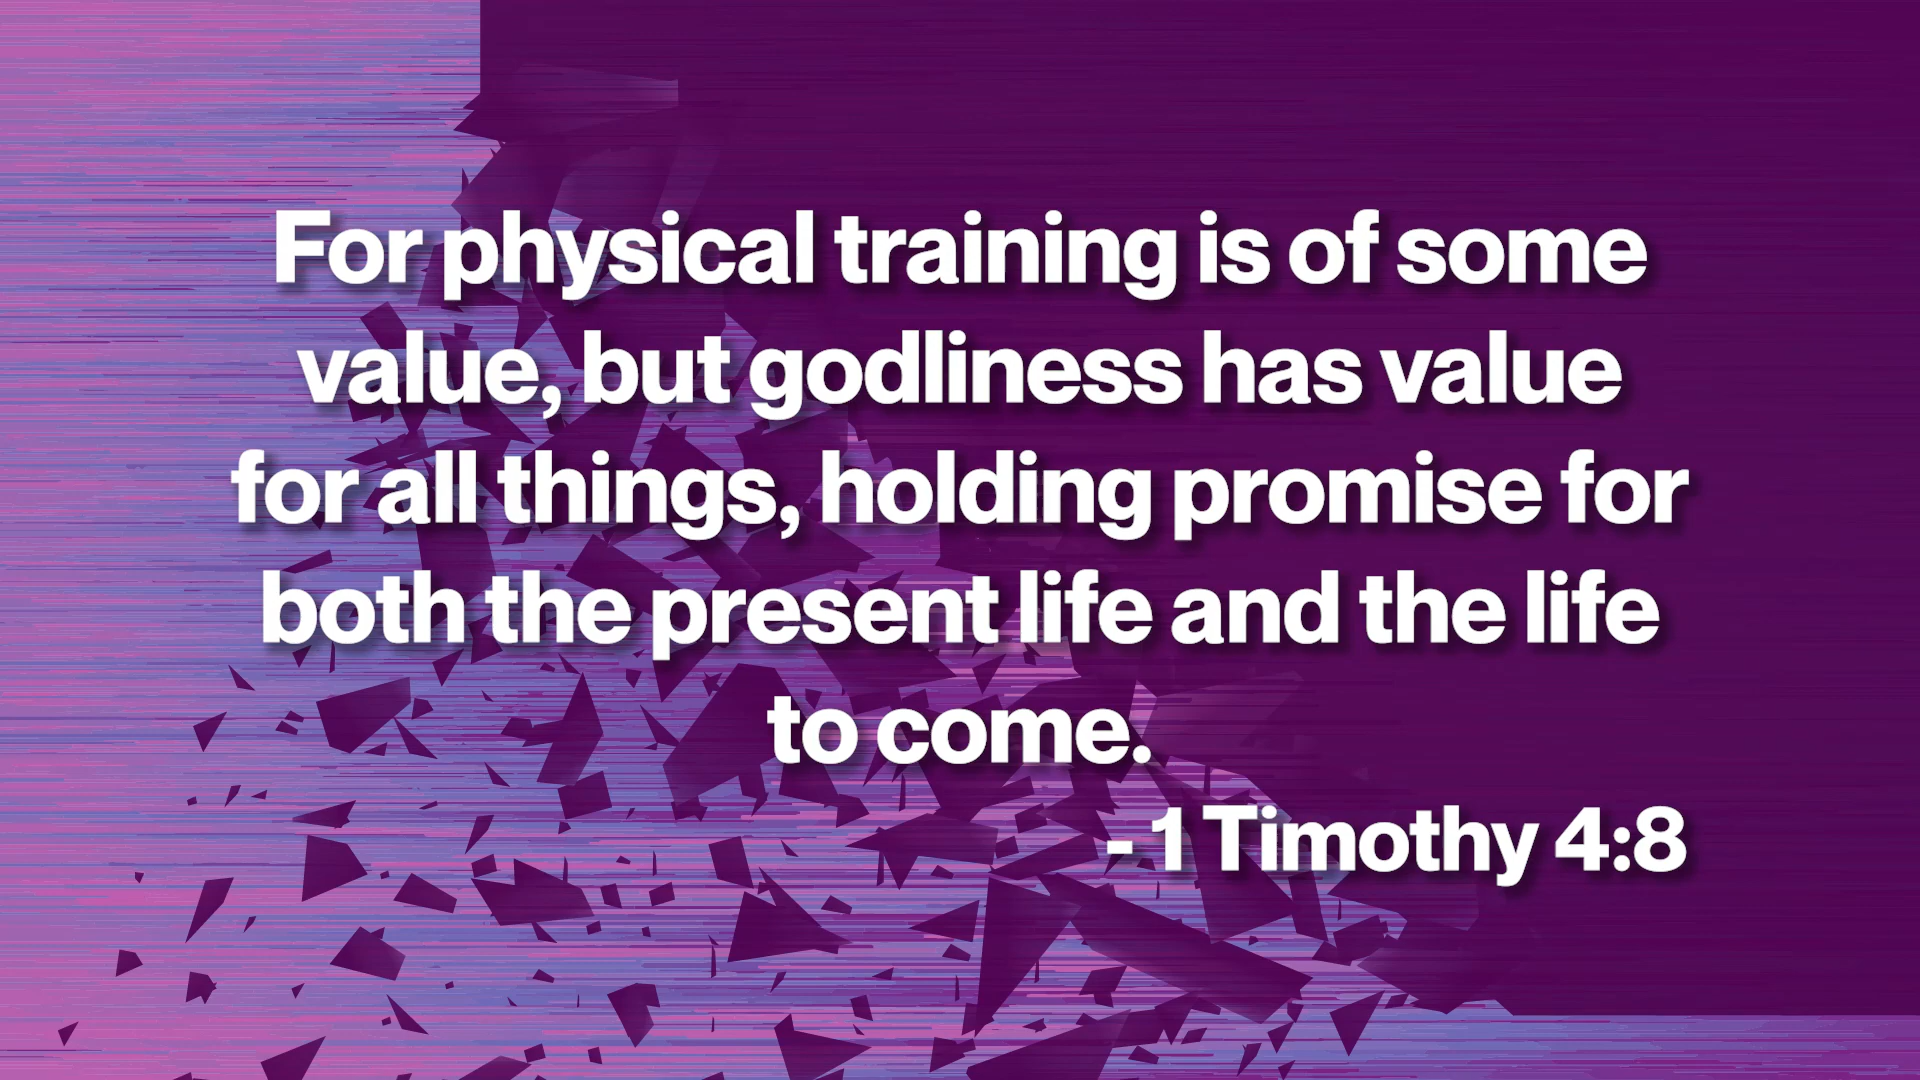 For physical training is of some
value, but godliness has value
for all things, holding promise for
both the present life and the life
to come.
- 1 Timothy 4:8